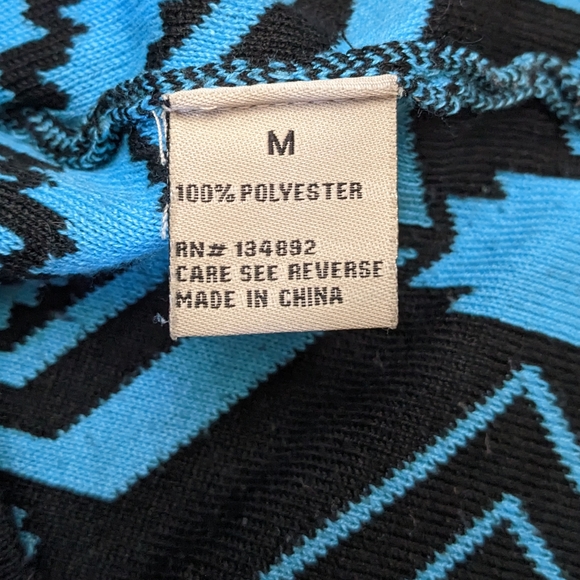 M
100% POLYESTER
RN# 134892
CARE SEE REVERSE
MADE IN CHINA